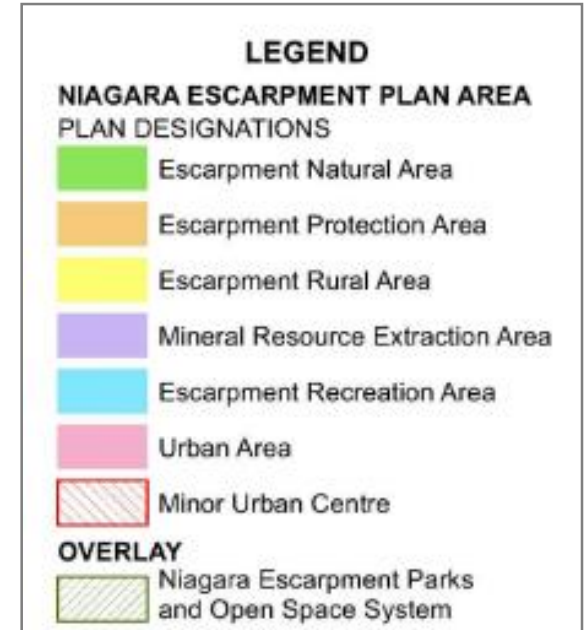 LEGEND
NIAGARA ESCARPMENT PLAN AREA
PLAN DESIGNATIONS
Escarpment Natural Area
Escarpment Protection Area
Escarpment Rural Area
Mineral Resource Extraction Area
Escarpment Recreation Area
Urban Area
Minor Urban Centre
OVERLAY
Niagara Escarpment Parks
and Open Space System